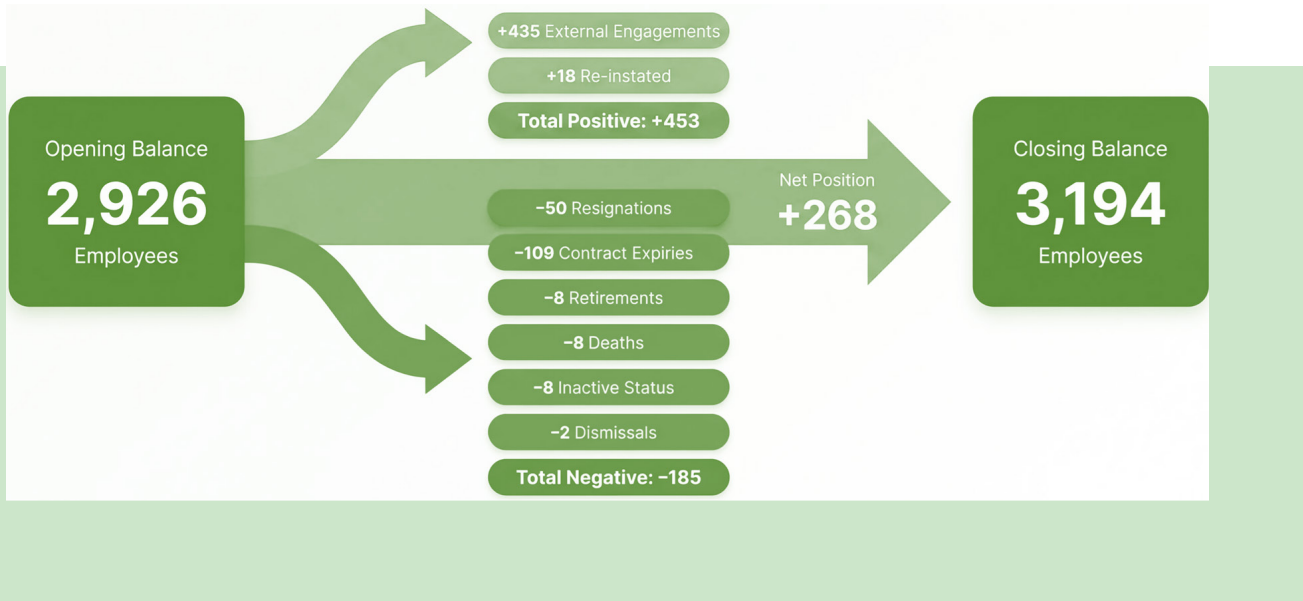 Opening Balance
2,926
Employees
+435 External Engagements
+18 Re-instated
Total Positive: +453
−50 Resignations
−109 Contract Expiries
−8 Retirements
−8 Deaths
−8 Inactive Status
−2 Dismissals
Total Negative: −185
Net Position
+268
Closing Balance
3,194
Employees